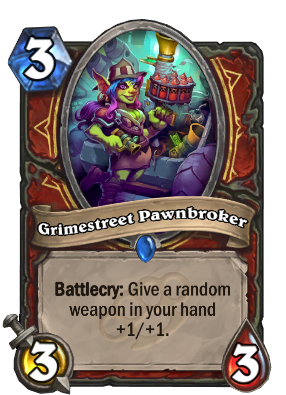 3
Grimestreet Pawnbroker
Battlecry: Give a random
weapon in your hand
+1/+1.
3
3